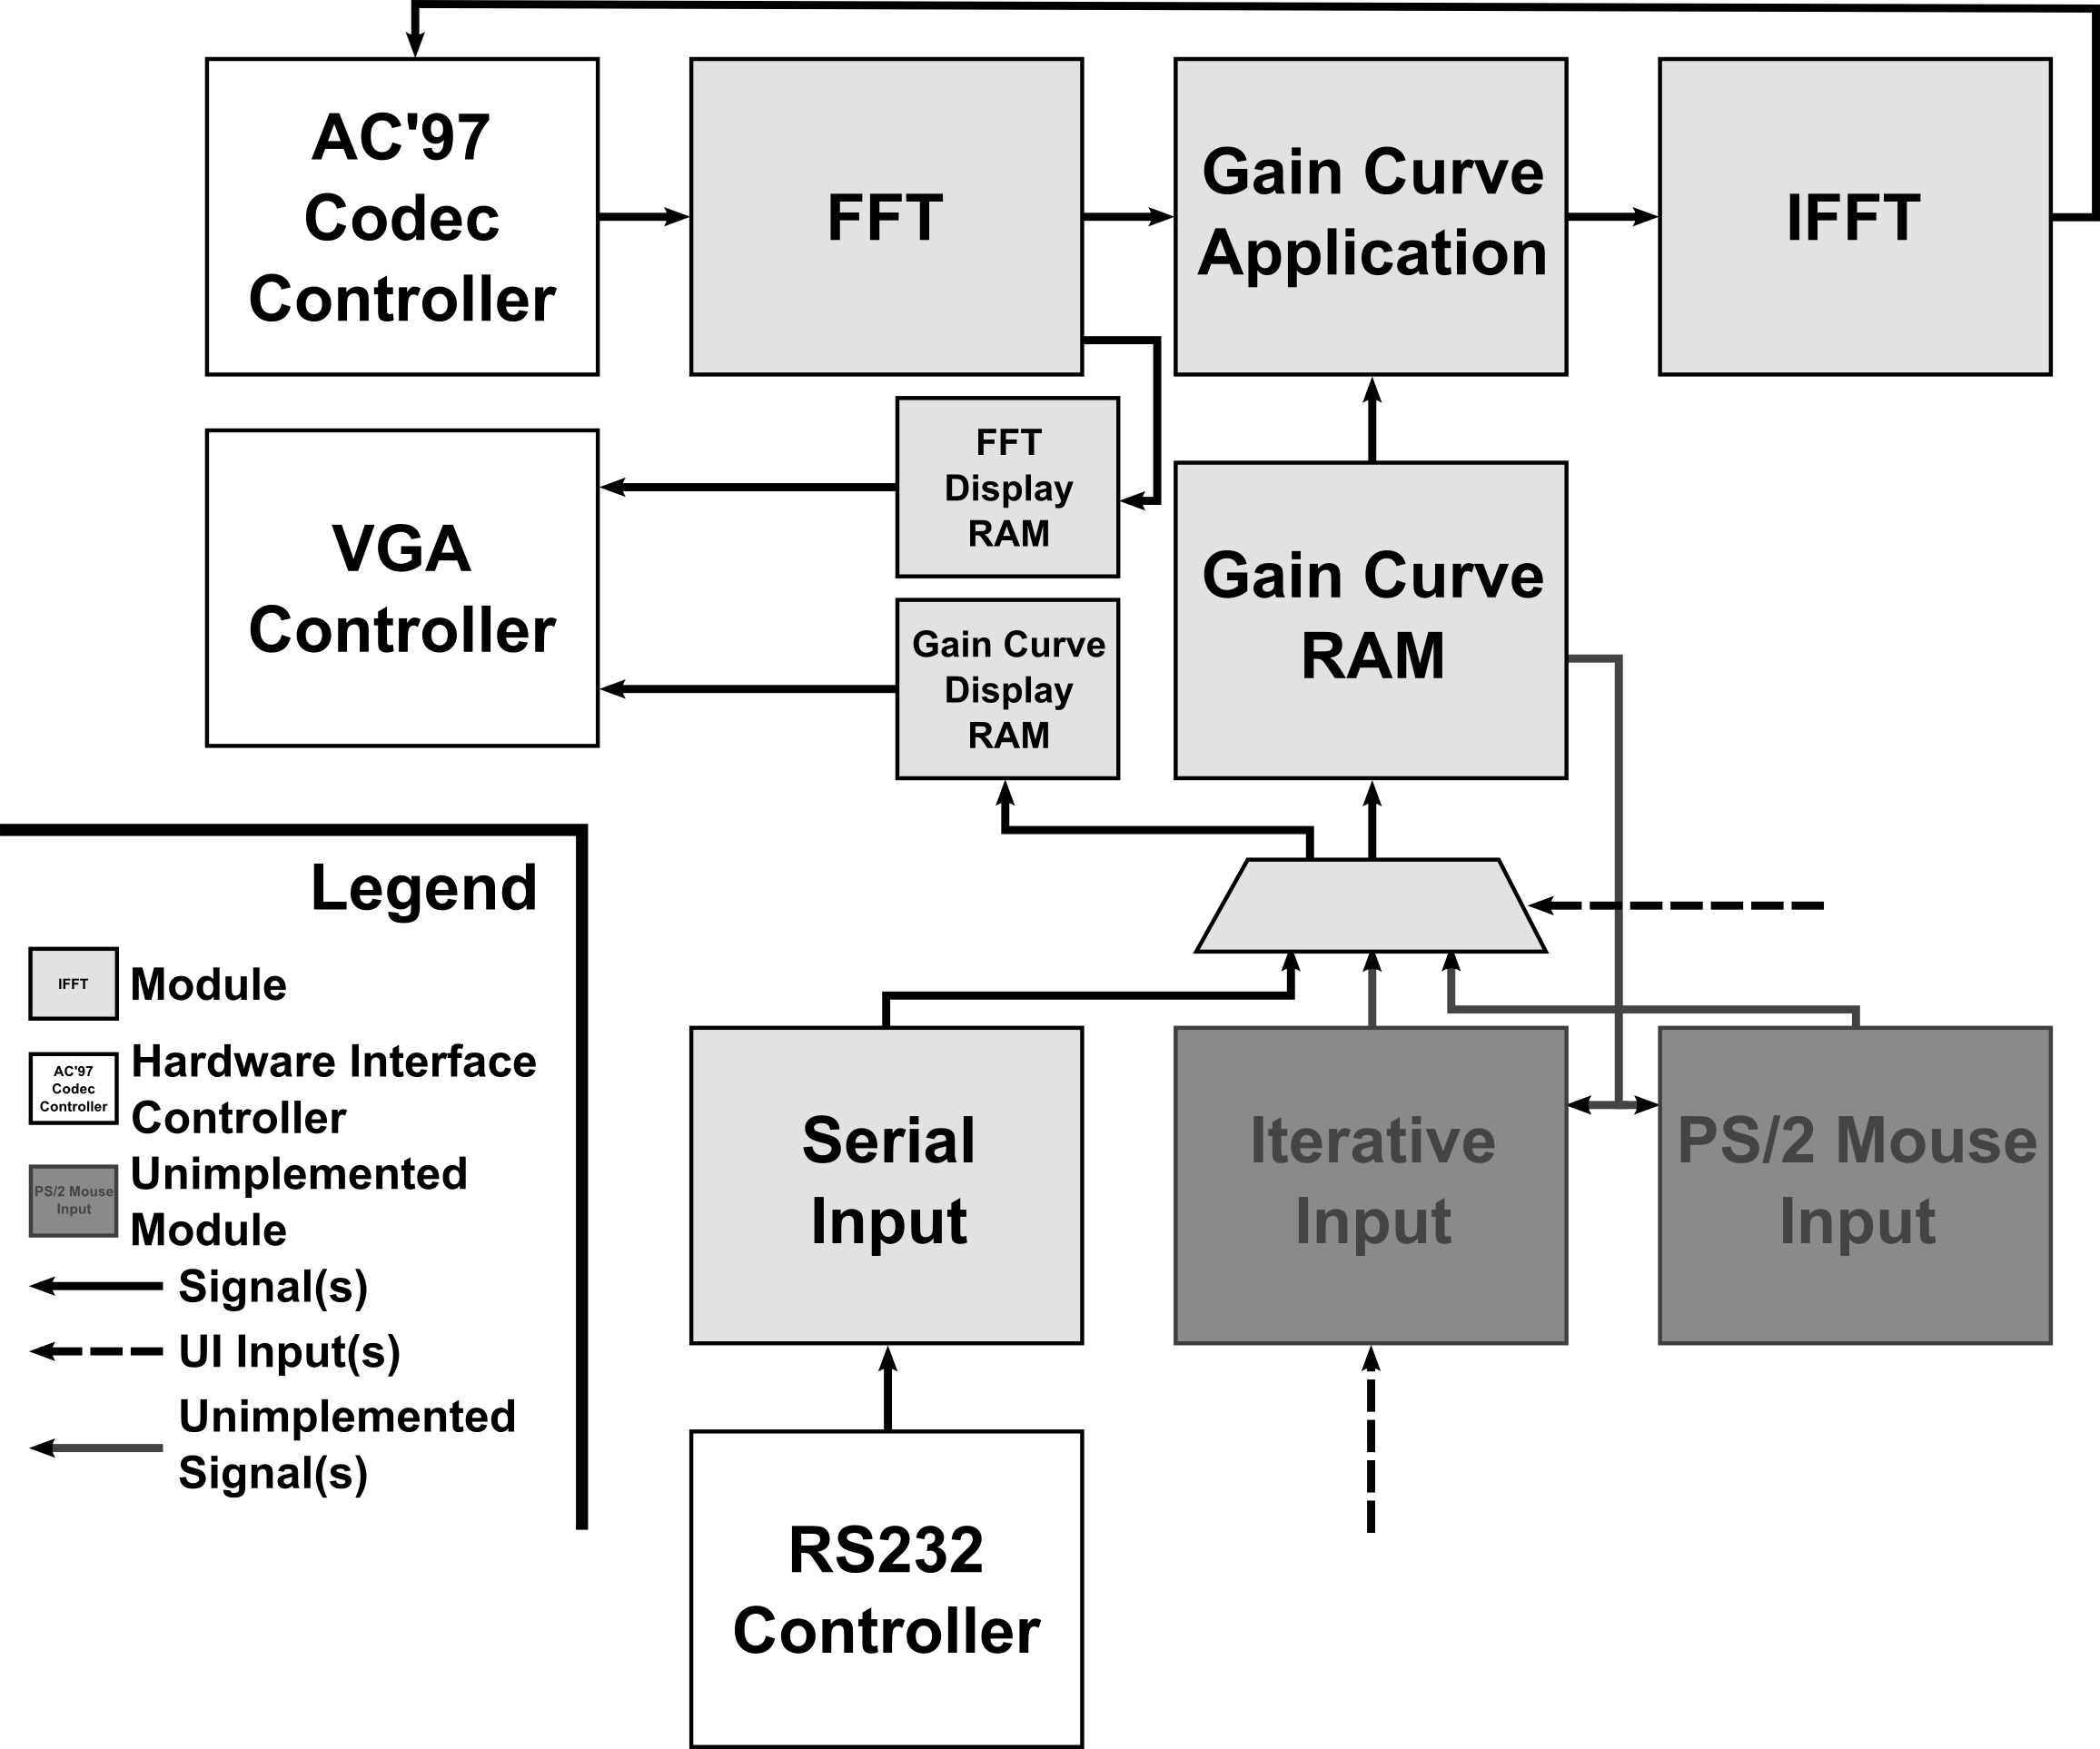 AC'97
Codec
Controller
FFT
Gain Curve
Application
IFFT
VGA
Controller
FFT
Display
RAM
Gain Curve
Display
RAM
Gain Curve
RAM
Legend
IFFT
Module
AC'97
Codec
Controller
Hardware Interface
Controller
PS/2 Mouse
Input
Unimplemented
Module
Signal(s)
UI Input(s)
Unimplemented
Signal(s)
Serial
Input
Iterative
Input
PS/2 Mouse
Input
RS232
Controller